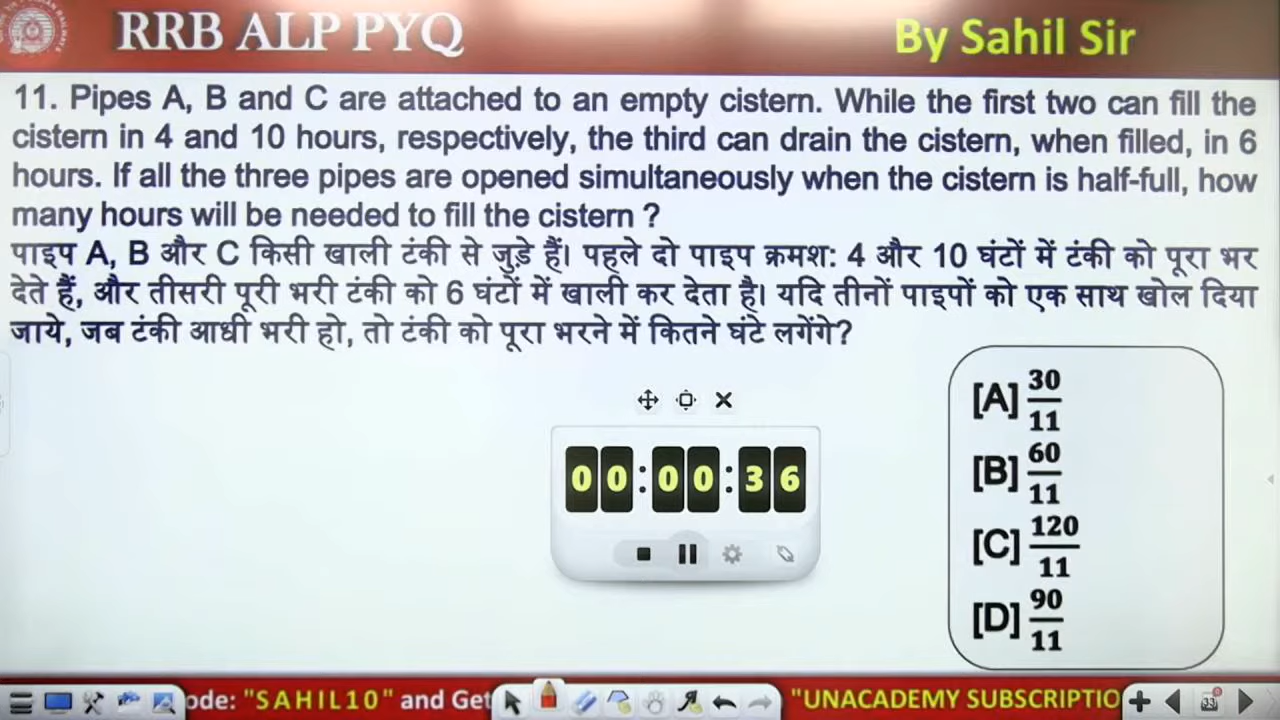 RRB ALP PYQ
By Sahil Sir
11. Pipes A, B and C are attached to an empty cistern. While the first two can fill the
cistern in 4 and 10 hours, respectively, the third can drain the cistern, when filled, in 6
hours. If all the three pipes are opened simultaneously when the cistern is half-full, how
many hours will be needed to fill the cistern ?
पाइप A, B और C किसी खाली टंकी से जुड़े हैं। पहले दो पाइप क्रमश: 4 और 10 घंटों में टंकी को पूरा भर
देते हैं, और तीसरी पूरी भरी टंकी को 6 घंटों में खाली कर देता है। यदि तीनों पाइपों को एक साथ खोल दिया
जाये, जब टंकी आधी भरी हो, तो टंकी को पूरा भरने में कितने घंटे लगेंगे?
[A] 30/11
[B] 60/11
[C] 120/11
[D] 90/11
00:00:36
ode: "SAHIL10" and Get
"UNACADEMY SUBSCRIPTIO
33